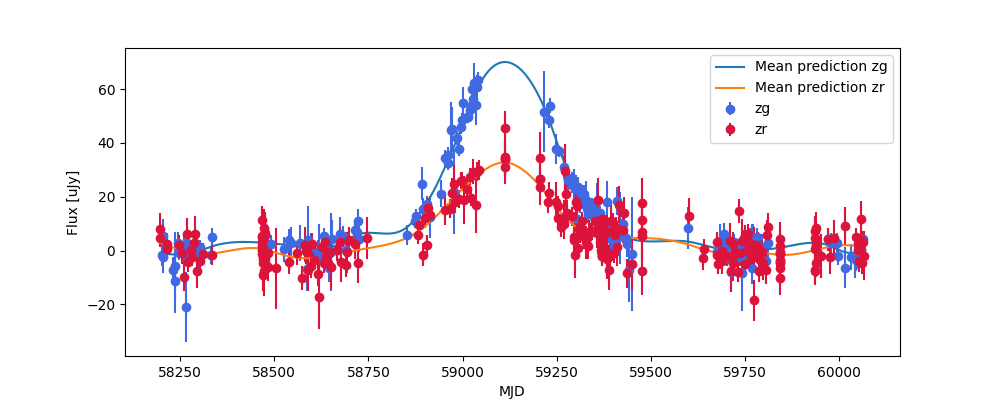 Flux [uJy]
60
40
20
0
−20
58250 58500 58750 59000 59250 59500 59750 60000
MJD
Mean prediction zg
Mean prediction zr
zg
zr